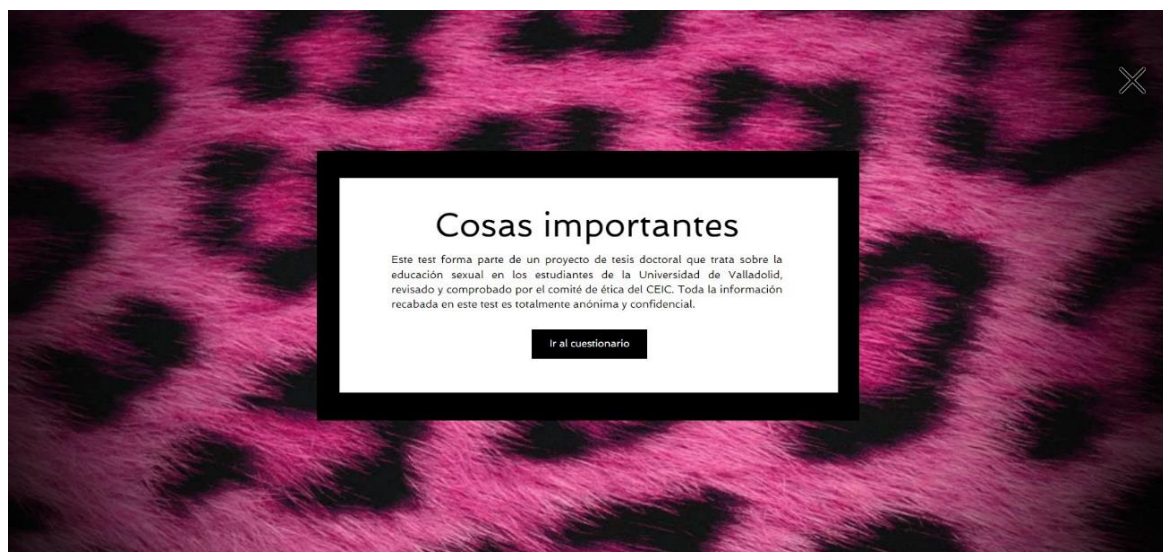 Cosas importantes
Este test forma parte de un proyecto de tesis doctoral que trata sobre la
educación sexual en los estudiantes de la Universidad de Valladolid,
revisado y comprobado por el comité de ética del CEIC. Toda la información
recabada en este test es totalmente anónima y confidencial.
Ir al cuestionario